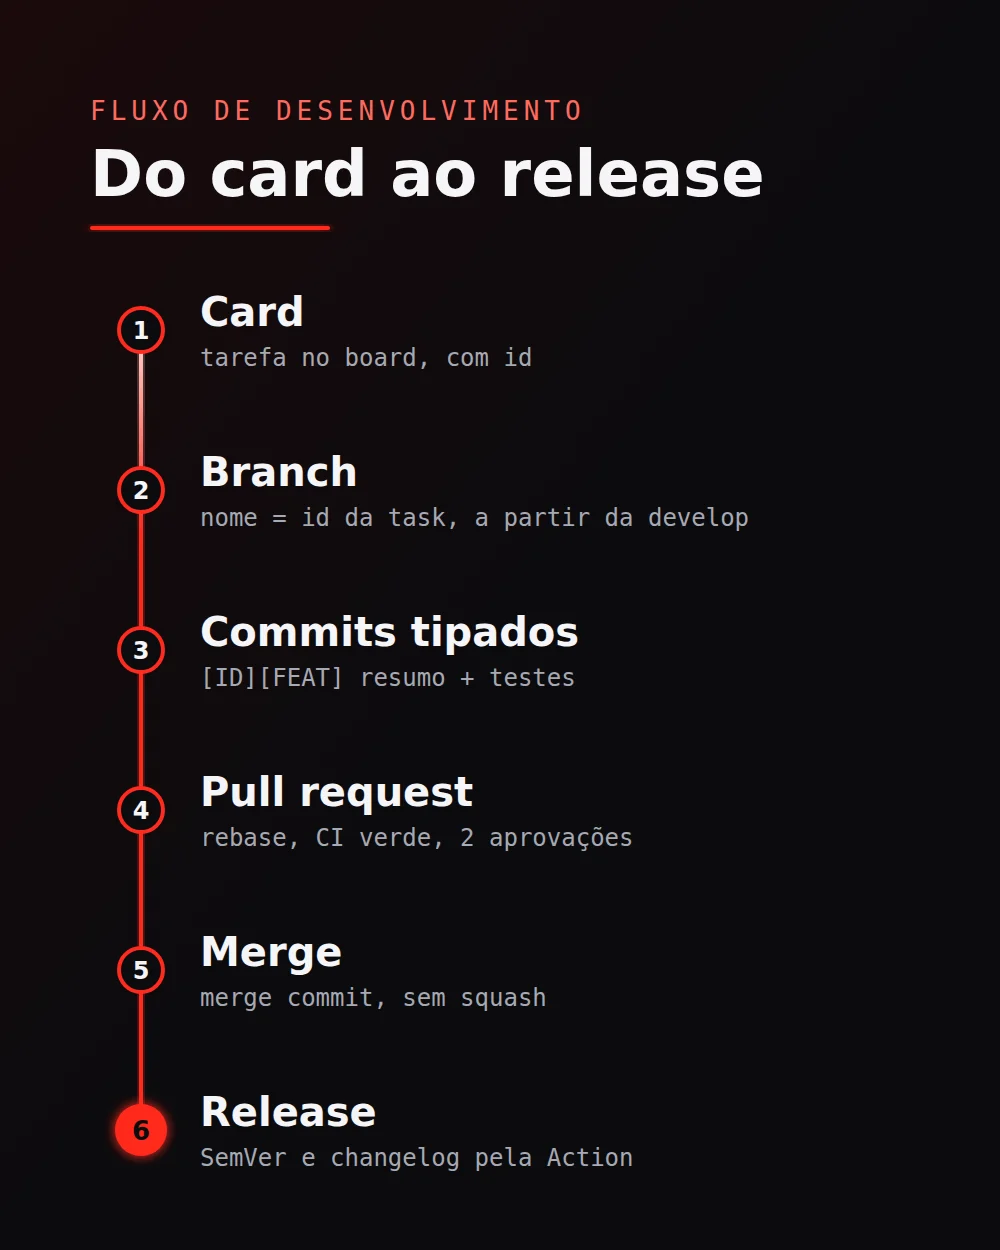 FLUXO DE DESENVOLVIMENTO
Do card ao release
1
Card
tarefa no board, com id
2
Branch
nome = id da task, a partir da develop
3
Commits tipados
[ID][FEAT] resumo + testes
4
Pull request
rebase, CI verde, 2 aprovações
5
Merge
merge commit, sem squash
6
Release
SemVer e changelog pela Action